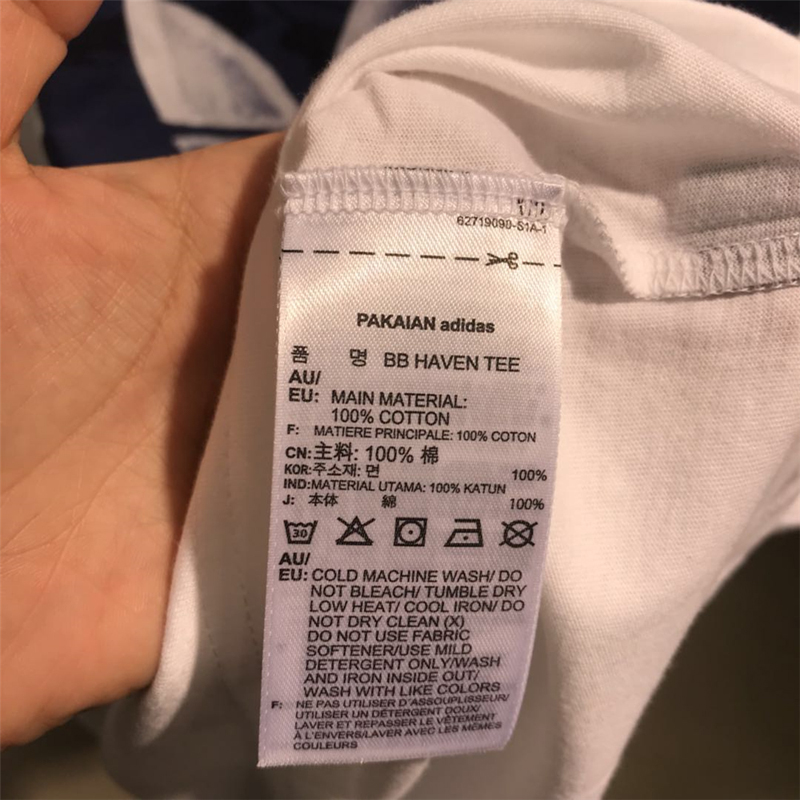 62719090-S1A-1
PAKAIAN adidas
품 명 BB HAVEN TEE
AU/
EU: MAIN MATERIAL:
100% COTTON
F: MATIERE PRINCIPALE: 100% COTON
CN:主料: 100% 棉
KOR:주소재: 면 100%
IND:MATERIAL UTAMA: 100% KATUN
J: 本体 綿 100%
30
AU/
EU: COLD MACHINE WASH/ DO
NOT BLEACH/ TUMBLE DRY
LOW HEAT/ COOL IRON/ DO
NOT DRY CLEAN (X)
DO NOT USE FABRIC
SOFTENER/USE MILD
DETERGENT ONLY/WASH
AND IRON INSIDE OUT/
WASH WITH LIKE COLORS
F: NE PAS UTILISER D'ASSOUPLISSEUR/
UTILISER UN DÉTERGENT DOUX/
LAVER ET REPASSER LE VÊTEMENT
À L'ENVERS/LAVER AVEC LES MÊMES
COULEURS